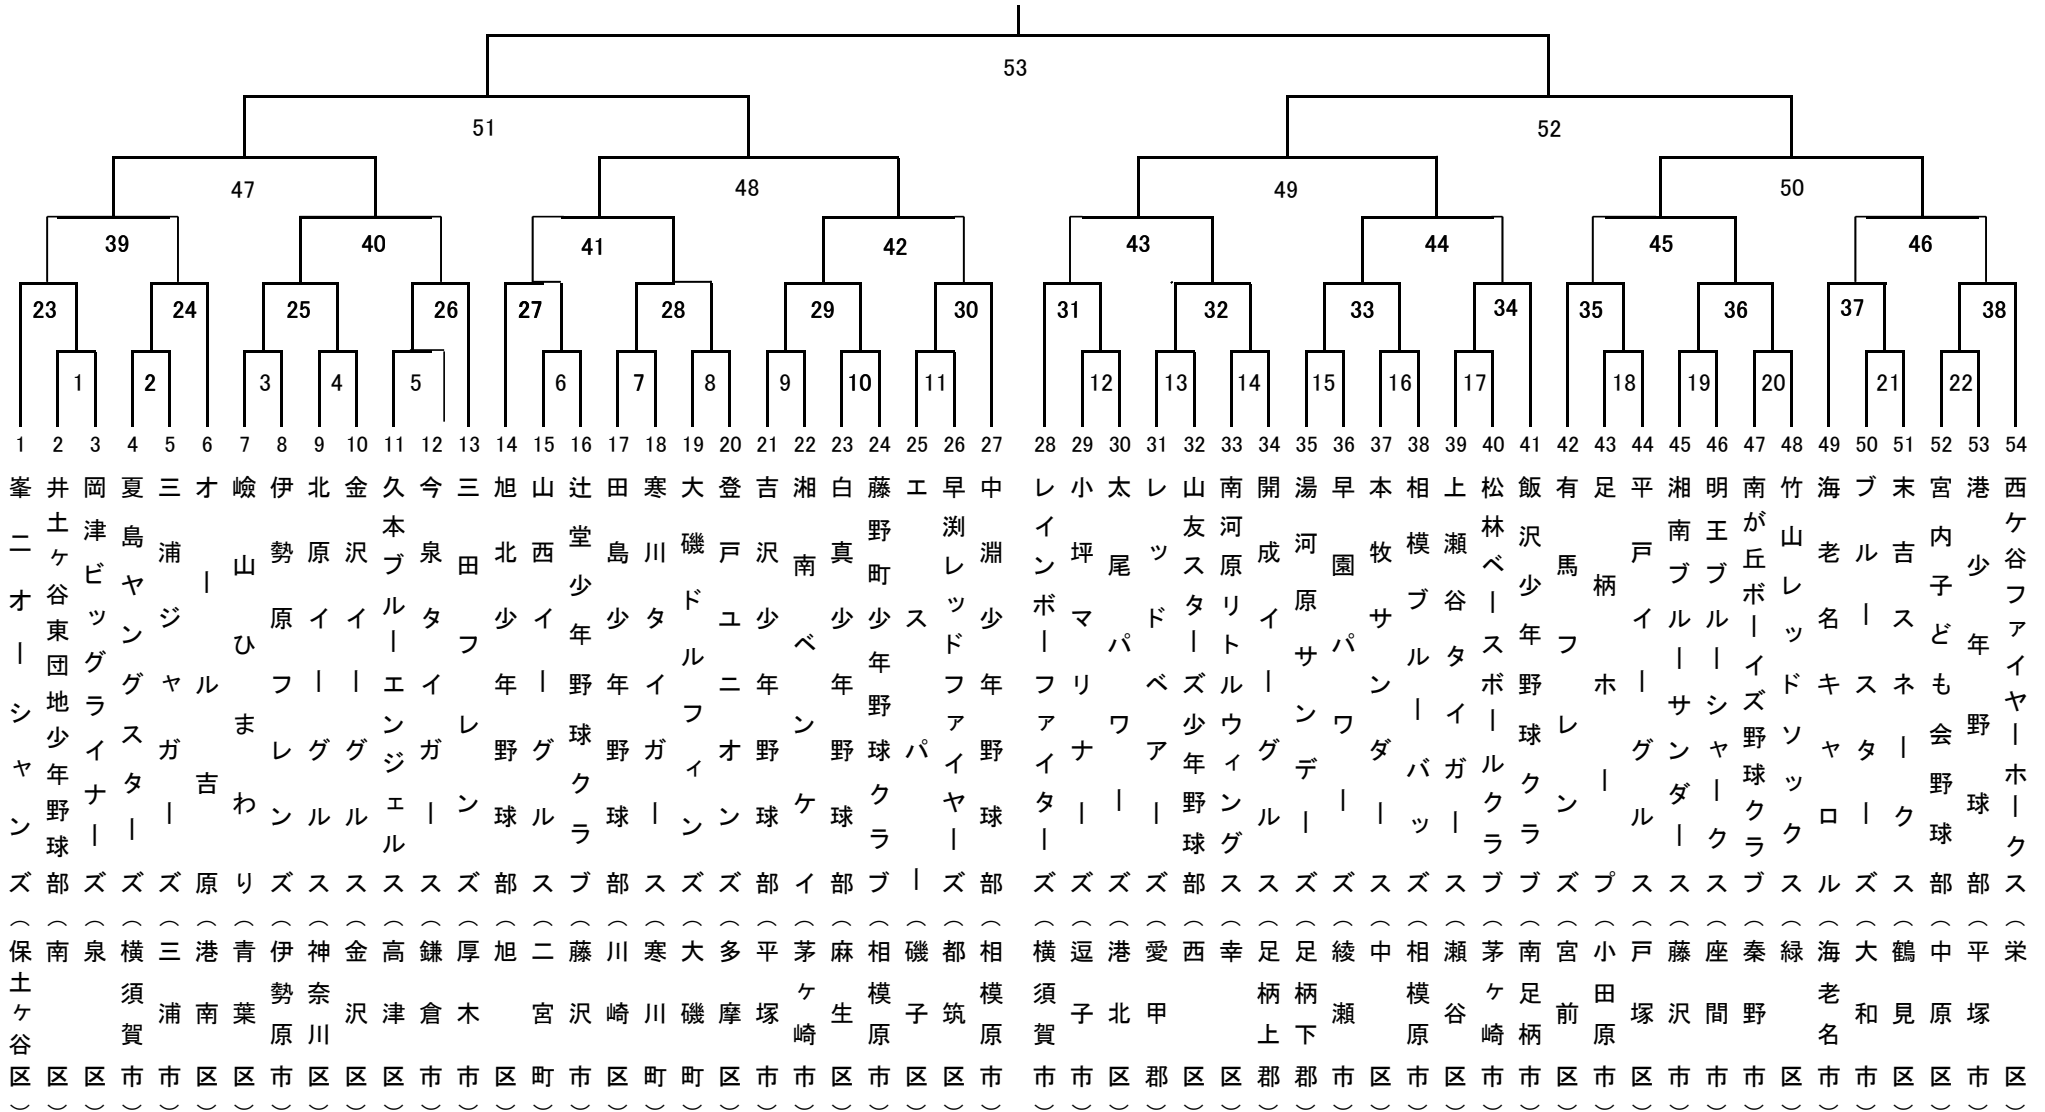 53
51
52
47
48
49
50
39
40
41
42
43
44
45
46
23
24
25
26
27
28
29
30
31
32
33
34
35
36
37
38
1
2
3
4
5
6
7
8
9
10
11
12
13
14
15
16
17
18
19
20
21
22
1 峯二オーシャンズ（保土ヶ谷区）
2 井土ヶ谷東団地少年野球部（南区）
3 岡津ビッグライナーズ（泉区）
4 夏島ヤングスターズ（横須賀市）
5 三浦ジャガーズ（三浦市）
6 オール吉原（港南区）
7 嶮山ひまわり（青葉区）
8 伊勢原フレンズ（伊勢原市）
9 北原イーグルス（神奈川区）
10 金沢イーグルス（金沢区）
11 久本ブルーエンジェルス（高津区）
12 今泉タイガース（鎌倉市）
13 三田フレンズ（厚木市）
14 旭北少年野球部（旭区）
15 山西イーグルス（二宮町）
16 辻堂少年野球クラブ（藤沢市）
17 田島少年野球部（川崎区）
18 寒川タイガース（寒川町）
19 大磯ドルフィンズ（大磯町）
20 登戸ユニオンズ（多摩区）
21 吉沢少年野球部（平塚市）
22 湘南ベンケイ（茅ヶ崎市）
23 白真少年野球部（麻生区）
24 藤野町少年野球クラブ（相模原市）
25 エスパー（磯子区）
26 早渕レッドファイヤーズ（都筑区）
27 中淵少年野球部（相模原市）
28 レインボーファイターズ（横須賀市）
29 小坪マリナーズ（逗子市）
30 太尾パワーズ（港北区）
31 レッドベアーズ（愛甲郡）
32 山友スターズ少年野球部（西区）
33 南河原リトルウィングス（幸区）
34 開成イーグルス（足柄上郡）
35 湯河原サンデーズ（足柄下郡）
36 早園パワーズ（綾瀬市）
37 本牧サンダース（中区）
38 相模ブルーバッズ（相模原市）
39 上瀬谷タイガース（瀬谷区）
40 松林ベースボールクラブ（茅ヶ崎市）
41 飯沢少年野球クラブ（南足柄市）
42 有馬フレンズ（宮前区）
43 足柄ホープ（小田原市）
44 平戸イーグルス（戸塚区）
45 湘南ブルーサンダース（藤沢市）
46 明王ブルーシャークス（座間市）
47 南が丘ボーイズ野球クラブ（秦野市）
48 竹山レッドソックス（緑区）
49 海老名キャロル（海老名市）
50 ブルースターズ（大和市）
51 末吉スネークス（鶴見区）
52 宮内子ども会野球部（中原区）
53 港少年野球部（平塚市）
54 西ケ谷ファイヤーホークス（栄区）